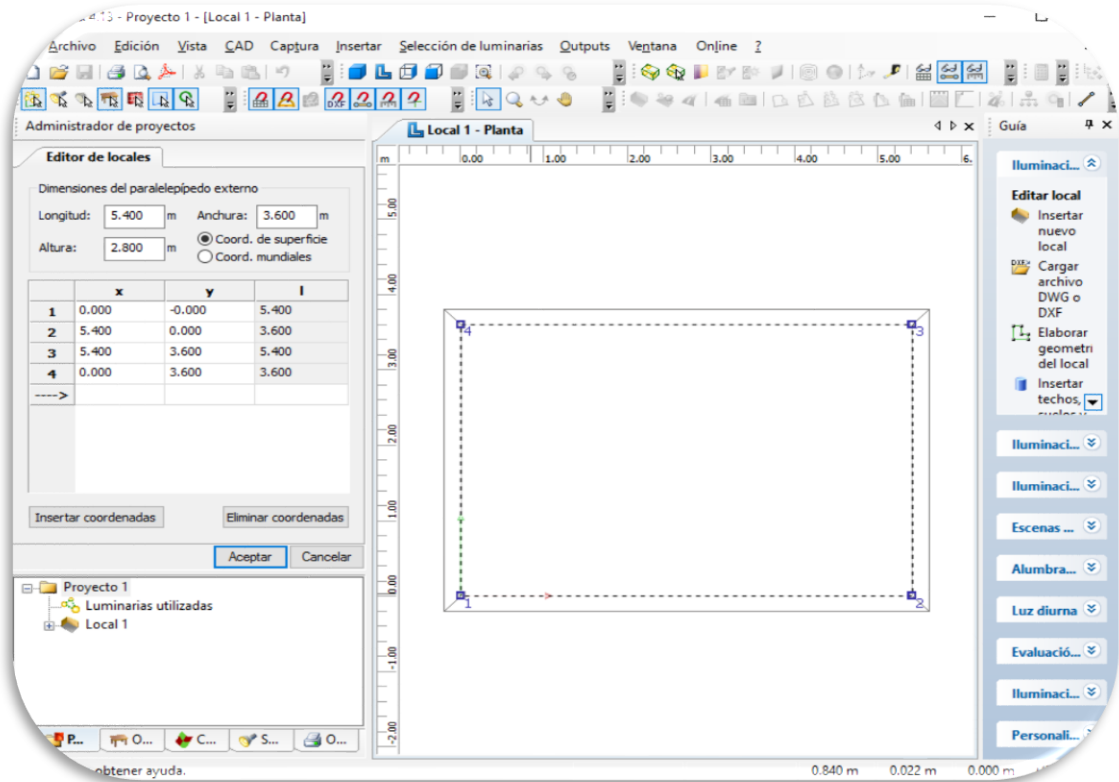 4.13 - Proyecto 1 - [Local 1 - Planta]
Archivo Edición Vista CAD Captura Insertar Selección de luminarias Outputs Ventana Online ?
Administrador de proyectos
Editor de locales
Dimensiones del paralelepípedo externo
Longitud: 5.400 m Anchura: 3.600 m
Altura: 2.800 m
Coord. de superficie
Coord. mundiales
x y l
1 0.000 -0.000 5.400
2 5.400 0.000 3.600
3 5.400 3.600 5.400
4 0.000 3.600 3.600
---->
Insertar coordenadas Eliminar coordenadas
Aceptar Cancelar
Proyecto 1
Luminarias utilizadas
Local 1
P... O... C... S... O...
obtener ayuda.
Local 1 - Planta
m 0.00 1.00 2.00 3.00 4.00 5.00 6.
5.00
4.00
3.00
2.00
1.00
0.00
-1.00
-2.00
4 3
1 2
Guía
Iluminaci...
Editar local
Insertar
nuevo
local
Cargar
archivo
DWG o
DXF
Elaborar
geometrí
del local
Insertar
techos,
suelos y
Iluminaci...
Iluminaci...
Escenas ...
Alumbra...
Luz diurna
Evaluació...
Iluminaci...
Personali...
0.840 m 0.022 m 0.000 m